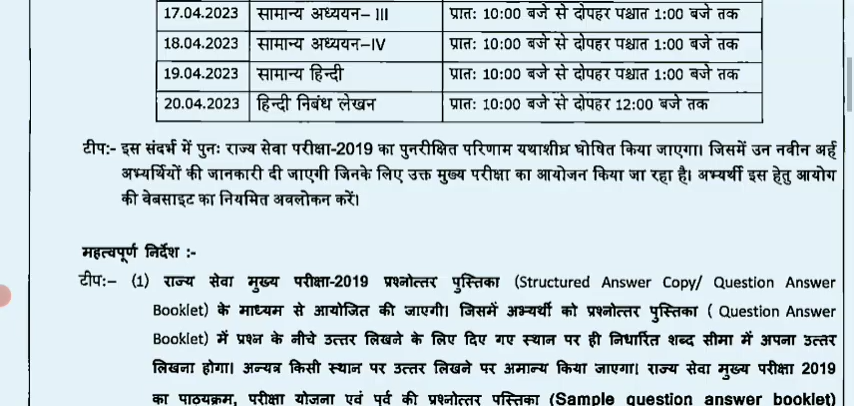 17.04.2023 सामान्य अध्ययन– III प्रातः 10:00 बजे से दोपहर पश्चात 1:00 बजे तक
18.04.2023 सामान्य अध्ययन–IV प्रातः 10:00 बजे से दोपहर पश्चात 1:00 बजे तक
19.04.2023 सामान्य हिन्दी प्रातः 10:00 बजे से दोपहर पश्चात 1:00 बजे तक
20.04.2023 हिन्दी निबंध लेखन प्रातः 10:00 बजे से दोपहर 12:00 बजे तक
टीप:- इस संदर्भ में पुनः राज्य सेवा परीक्षा-2019 का पुनरीक्षित परिणाम यथाशीघ्र घोषित किया जाएगा। जिसमें उन नवीन अर्ह
अभ्यर्थियों की जानकारी दी जाएगी जिनके लिए उक्त मुख्य परीक्षा का आयोजन किया जा रहा है। अभ्यर्थी इस हेतु आयोग
की वेबसाइट का नियमित अवलोकन करें।
महत्वपूर्ण निर्देश :-
टीप:– (1) राज्य सेवा मुख्य परीक्षा-2019 प्रश्नोत्तर पुस्तिका (Structured Answer Copy/ Question Answer
Booklet) के माध्यम से आयोजित की जाएगी। जिसमें अभ्यर्थी को प्रश्नोत्तर पुस्तिका ( Question Answer
Booklet) में प्रश्न के नीचे उत्तर लिखने के लिए दिए गए स्थान पर ही निर्धारित शब्द सीमा में अपना उत्तर
लिखना होगा। अन्यत्र किसी स्थान पर उत्तर लिखने पर अमान्य किया जाएगा। राज्य सेवा मुख्य परीक्षा 2019
का पाठ्यक्रम, परीक्षा योजना एवं पूर्व की प्रश्नोत्तर पुस्तिका (Sample question answer booklet)